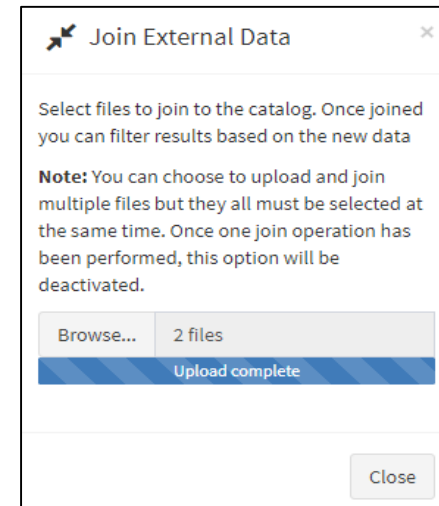 Join External Data ×
Select files to join to the catalog. Once joined
you can filter results based on the new data
Note: You can choose to upload and join
multiple files but they all must be selected at
the same time. Once one join operation has
been performed, this option will be
deactivated.
Browse... 2 files
Upload complete
Close